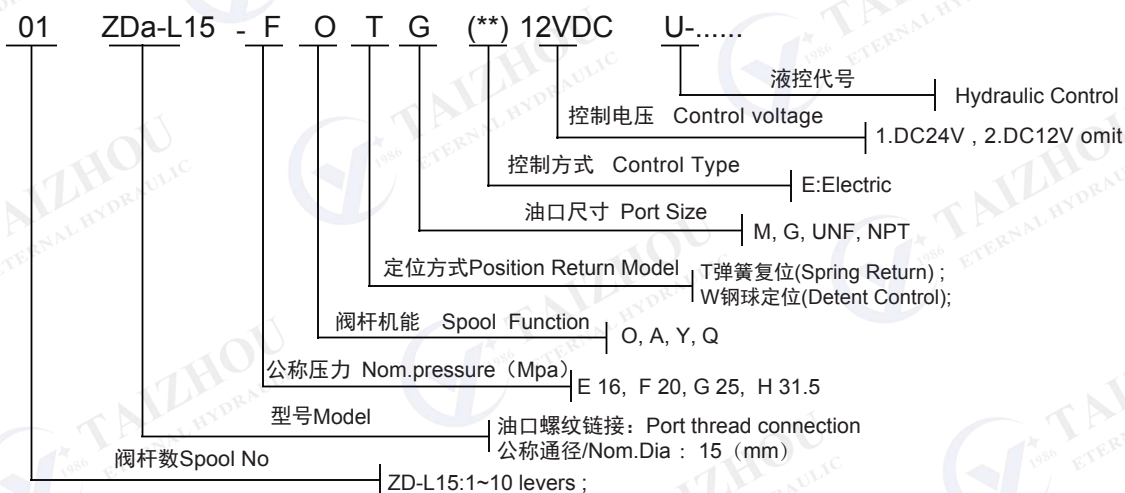 01 ZDa-L15 - F O T G (**) 12VDC U-......
液控代号
Hydraulic Control
控制电压 Control voltage
1.DC24V , 2.DC12V omit
控制方式 Control Type
E:Electric
油口尺寸 Port Size
M, G, UNF, NPT
定位方式Position Return Model
T弹簧复位(Spring Return) ;
W钢球定位(Detent Control);
阀杆机能 Spool Function
O, A, Y, Q
公称压力 Nom.pressure（Mpa）
E 16, F 20, G 25, H 31.5
型号Model
油口螺纹链接：Port thread connection
公称通径/Nom.Dia : 15（mm）
阀杆数Spool No
ZD-L15:1~10 levers ;
TAIZHOU
ETERNAL HYDRAULIC
1986